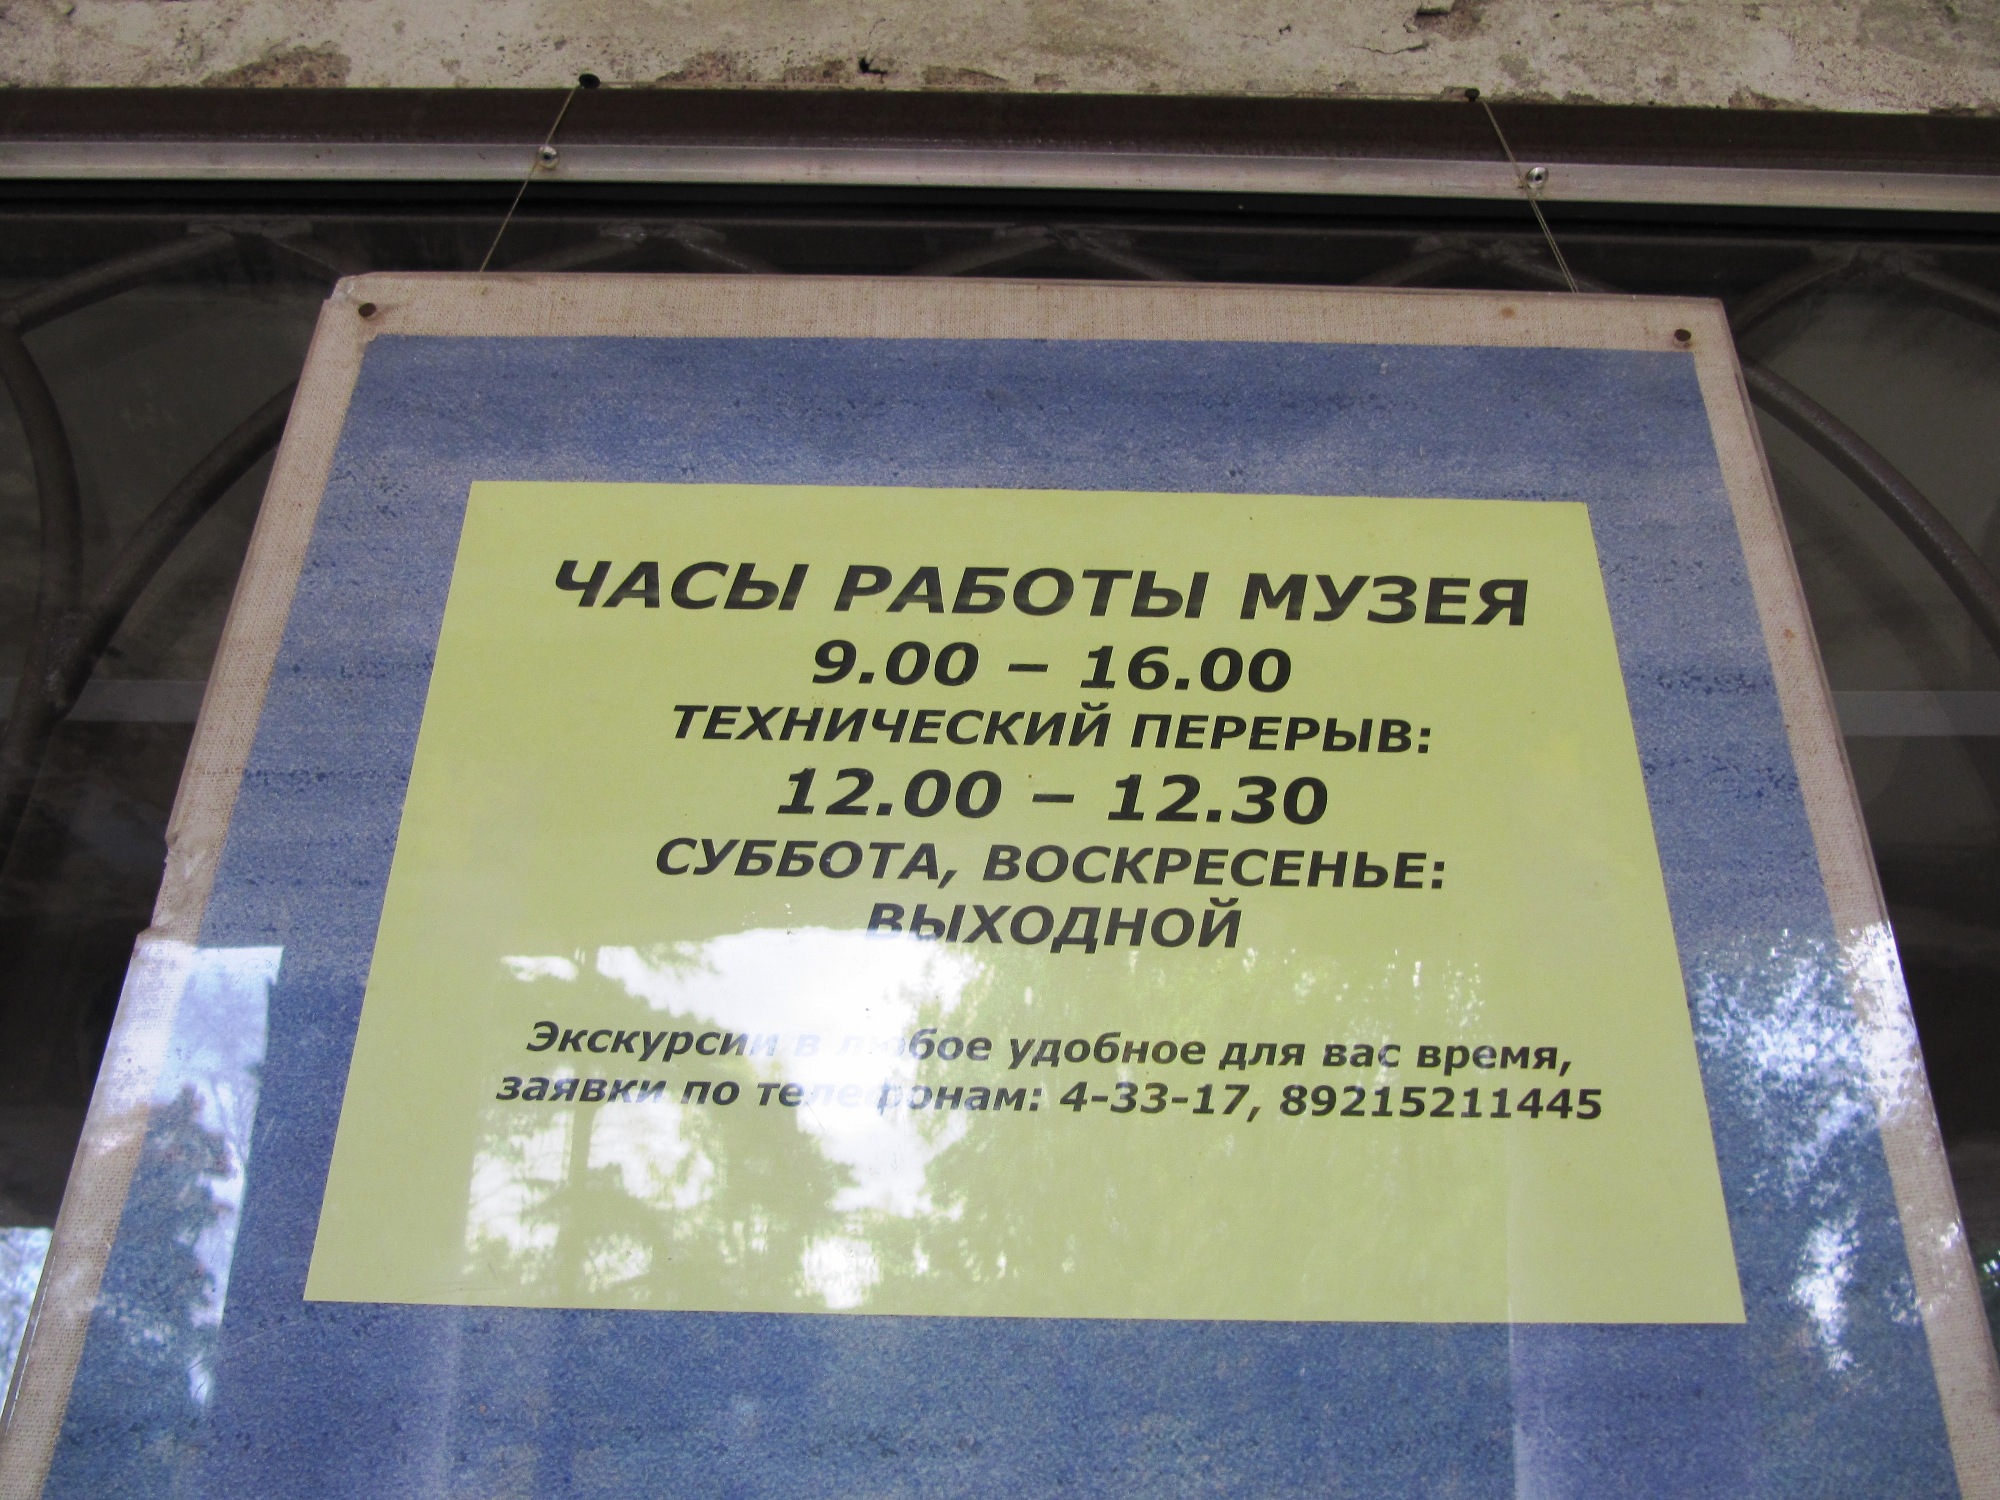 ЧАСЫ РАБОТЫ МУЗЕЯ
9.00 – 16.00
ТЕХНИЧЕСКИЙ ПЕРЕРЫВ:
12.00 – 12.30
СУББОТА, ВОСКРЕСЕНЬЕ:
ВЫХОДНОЙ
Экскурсии в любое удобное для вас время,
заявки по телефонам: 4-33-17, 89215211445